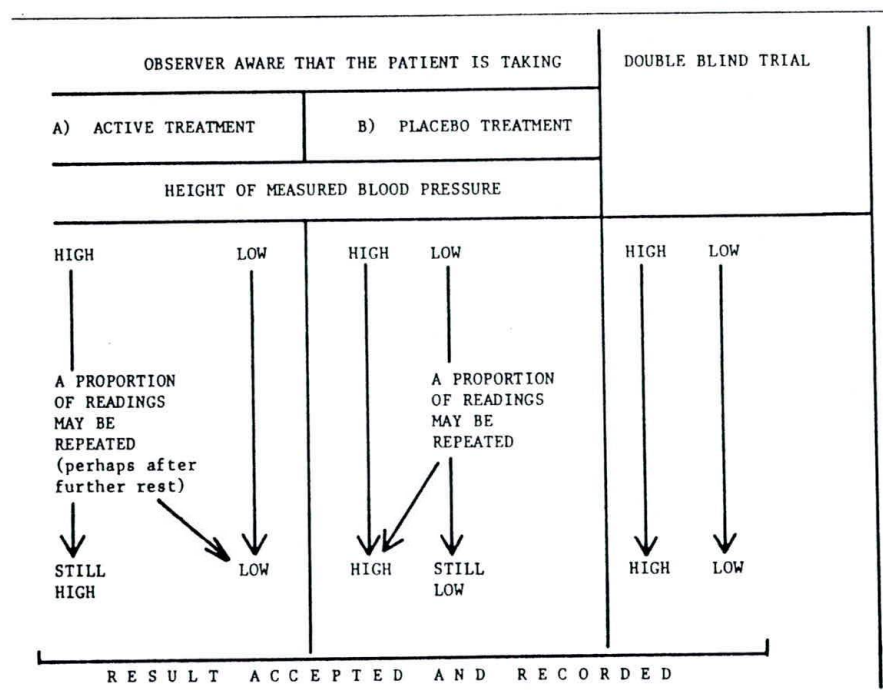 OBSERVER AWARE THAT THE PATIENT IS TAKING
DOUBLE BLIND TRIAL
A) ACTIVE TREATMENT
B) PLACEBO TREATMENT
HEIGHT OF MEASURED BLOOD PRESSURE
HIGH LOW HIGH LOW HIGH LOW
A PROPORTION
OF READINGS
MAY BE
REPEATED
(perhaps after
further rest)
A PROPORTION
OF READINGS
MAY BE
REPEATED
STILL
HIGH
LOW
HIGH
STILL
LOW
HIGH
LOW
RESULT ACCEPTED AND RECORDED